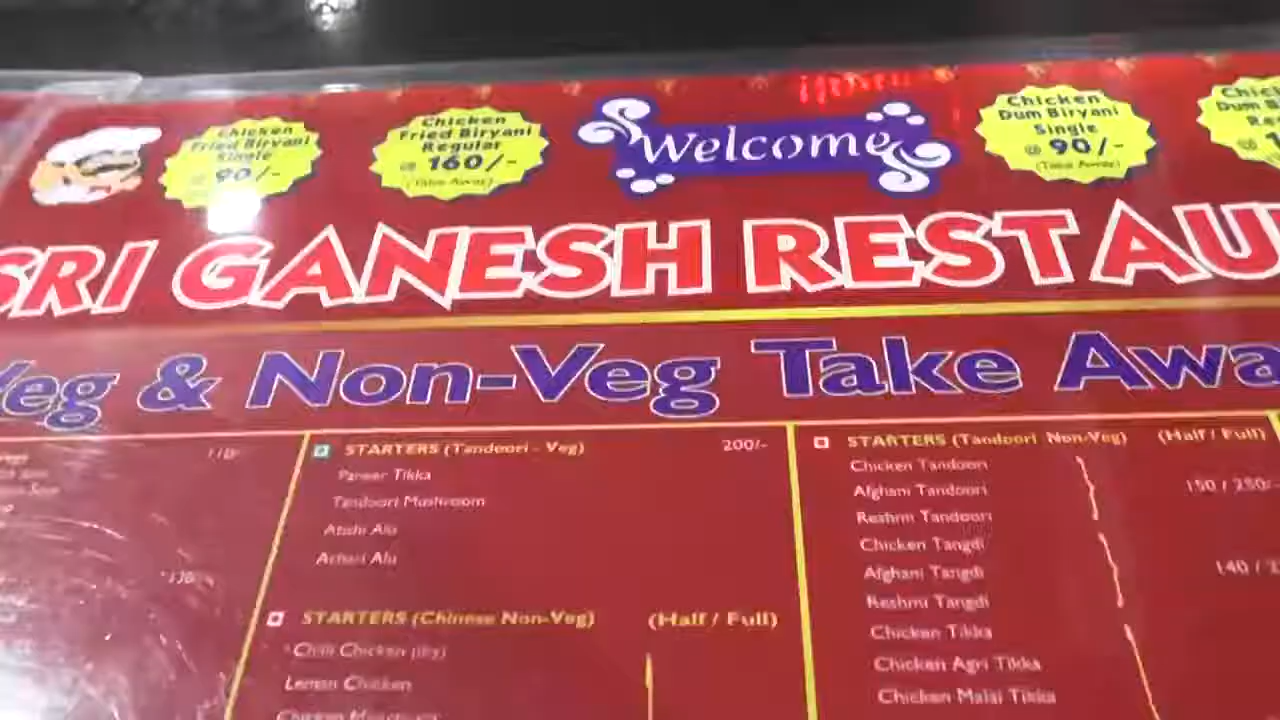 Chicken
Fried Biryani
Single
@ 90/-
Chicken
Fried Biryani
Regular
@ 160/-
(Take Away)
Welcome
Chicken
Dum Biryani
Single
@ 90/-
(Take Away)
SRI GANESH RESTAU
Veg & Non-Veg Take Awa
110/-
STARTERS (Tandoori - Veg) 200/-
Paneer Tikka
Tandoori Mushroom
Achari Alu
STARTERS (Chinese Non-Veg) (Half / Full)
Chilli Chicken (dry)
Lemon Chicken
STARTERS (Tandoori Non-Veg) (Half / Full)
Chicken Tandoori
Afghani Tandoori 150 / 250/-
Reshmi Tandoori
Chicken Tangdi
Afghani Tangdi 140 /
Reshmi Tangdi
Chicken Tikka
Chicken Agri Tikka
Chicken Malai Tikka